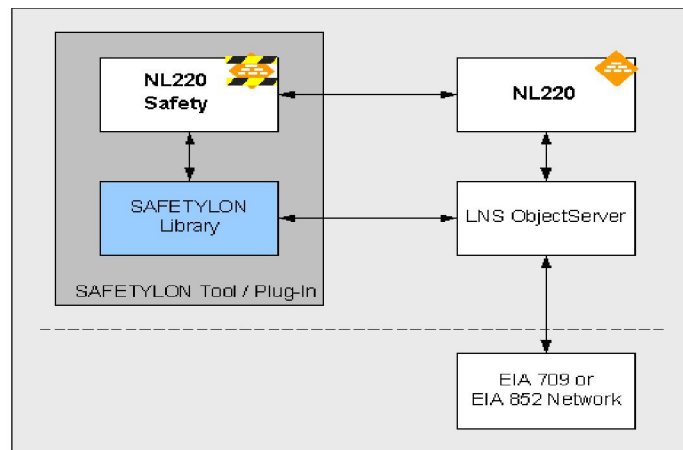 NL220
Safety
NL220
SAFETYLON
Library
LNS ObjectServer
SAFETYLON Tool / Plug-In
EIA 709 or
EIA 852 Network